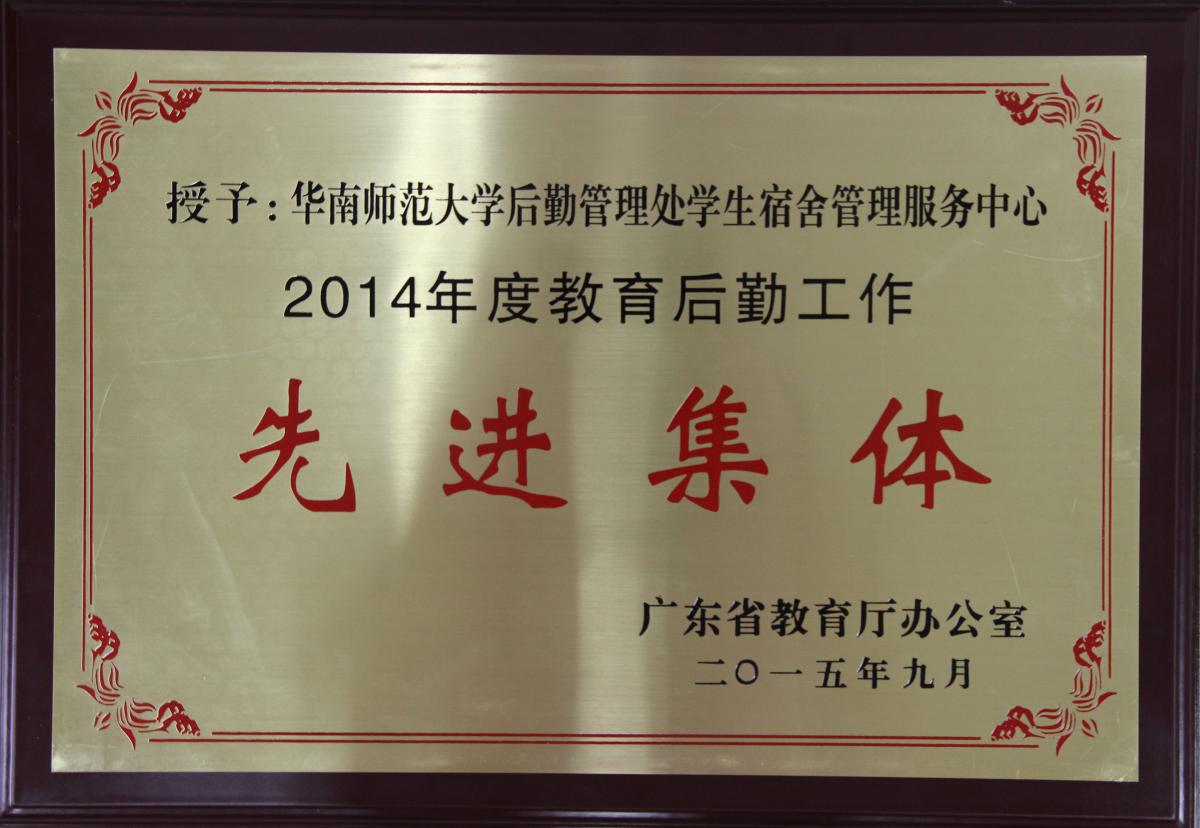 授予：华南师范大学后勤管理处学生宿舍管理服务中心
2014年度教育后勤工作
先进集体
广东省教育厅办公室
二〇一五年九月